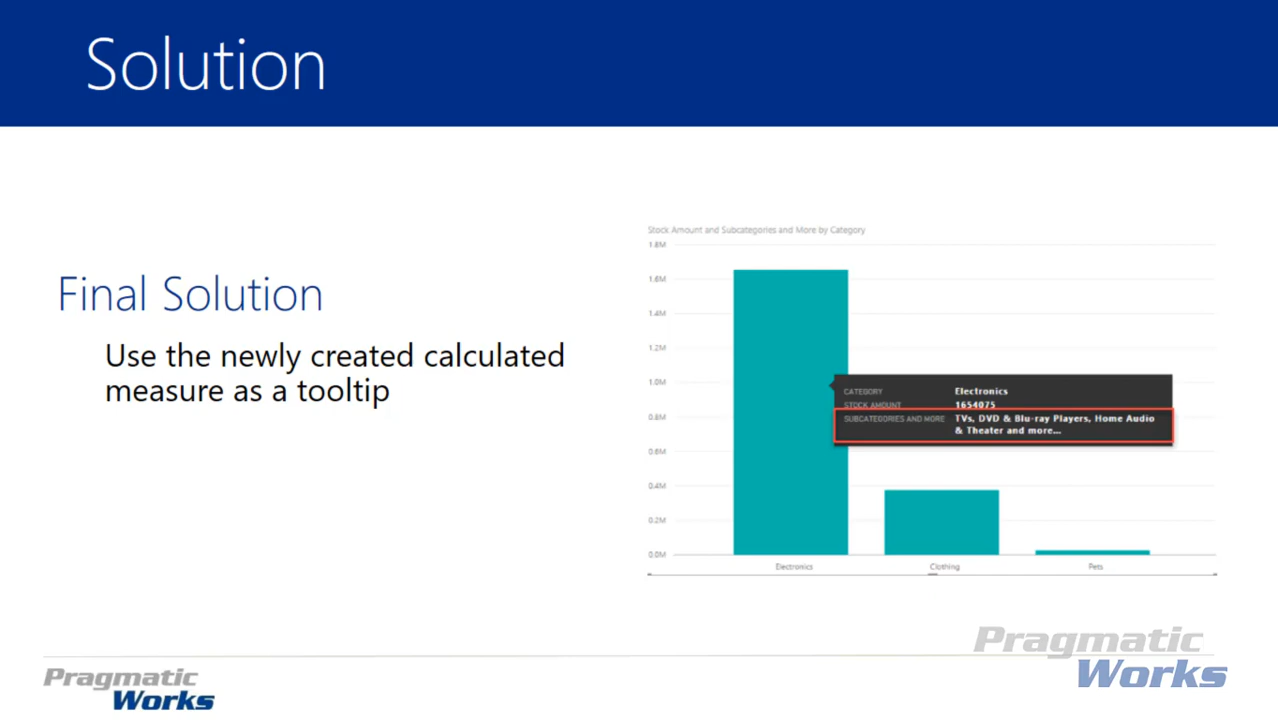 Solution
Final Solution
Use the newly created calculated
measure as a tooltip
Stock Amount and Subcategories and More by Category
1.8M
1.6M
1.4M
1.2M
1.0M
0.8M
0.6M
0.4M
0.2M
0.0M
CATEGORY Electronics
STOCK AMOUNT 1654075
SUBCATEGORIES AND MORE TVs, DVD & Blu-ray Players, Home Audio
& Theater and more...
Electronics Clothing Pets
Pragmatic
Works
Pragmatic
Works